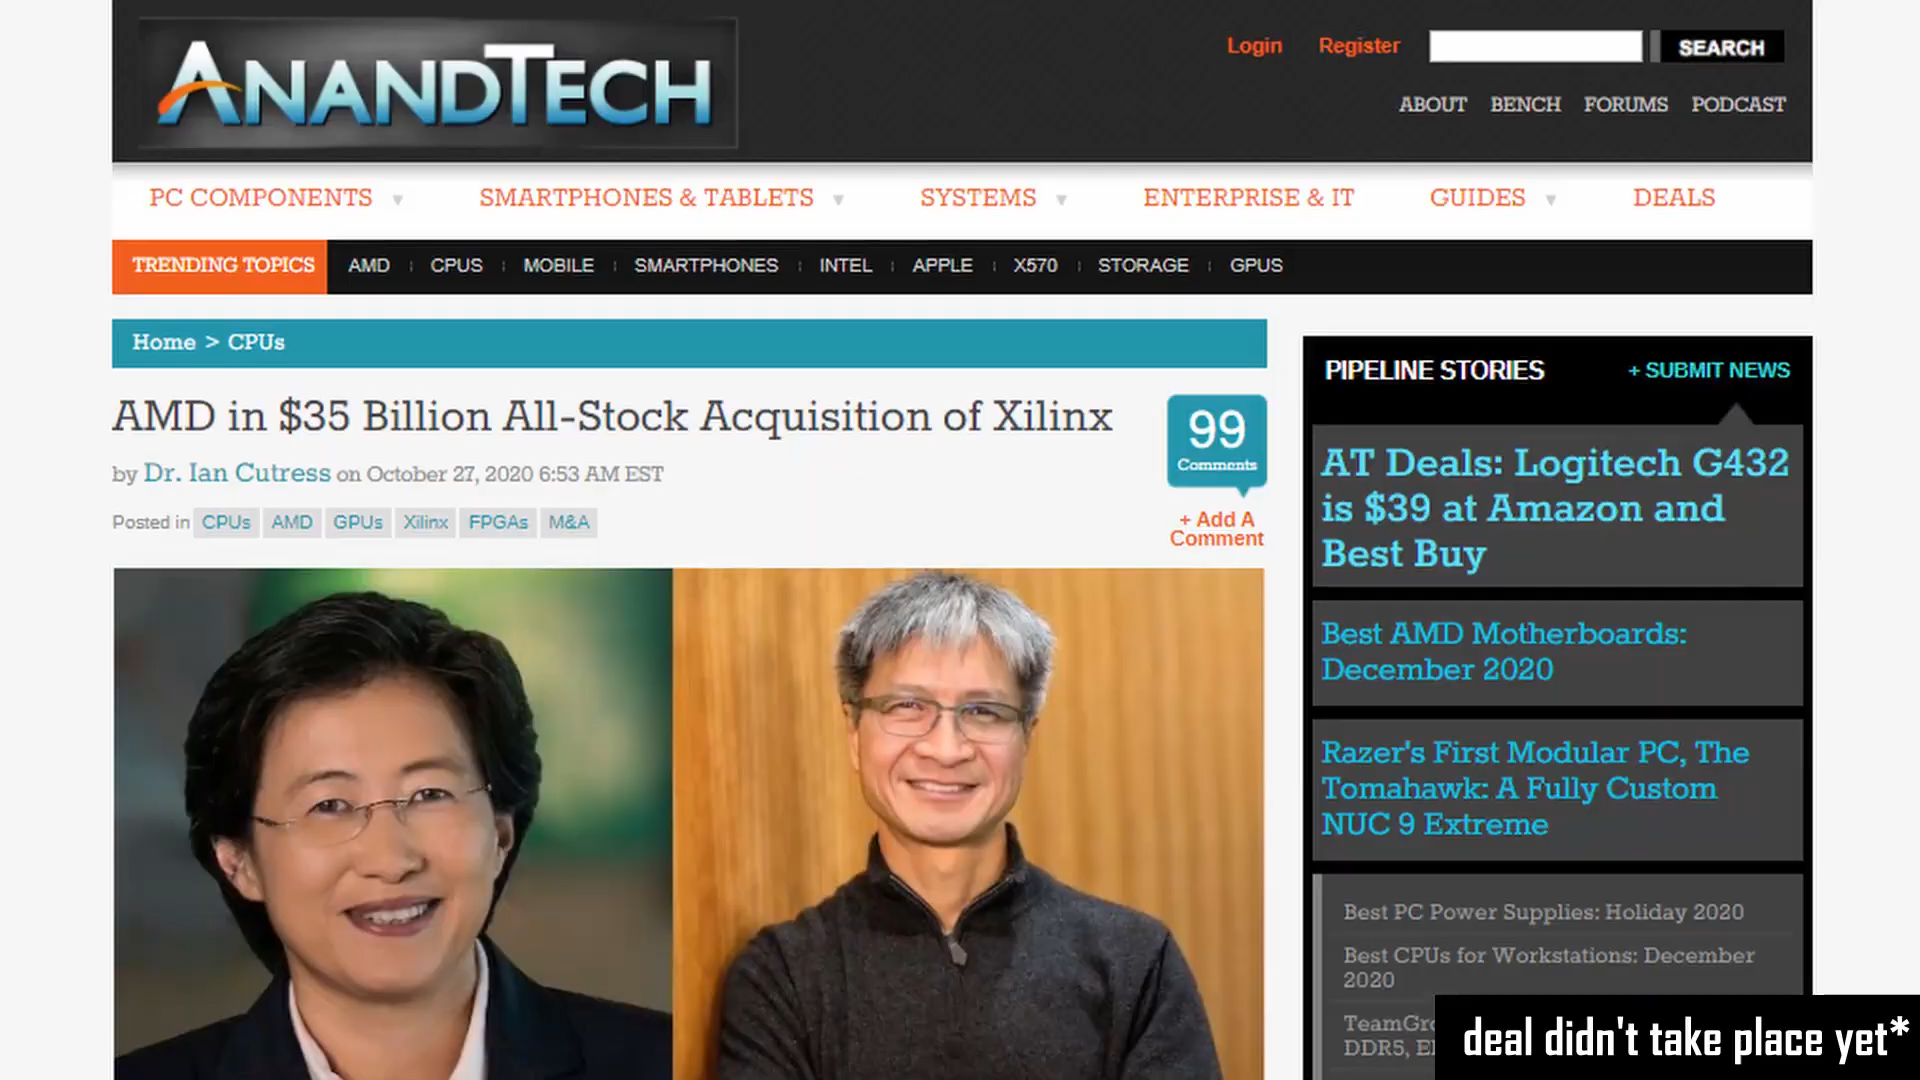 ANANDTECH
Login Register SEARCH
ABOUT BENCH FORUMS PODCAST
PC COMPONENTS SMARTPHONES & TABLETS SYSTEMS ENTERPRISE & IT GUIDES DEALS
TRENDING TOPICS AMD CPUS MOBILE SMARTPHONES INTEL APPLE X570 STORAGE GPUS
Home > CPUs
AMD in $35 Billion All-Stock Acquisition of Xilinx
by Dr. Ian Cutress on October 27, 2020 6:53 AM EST
Posted in CPUs AMD GPUs Xilinx FPGAs M&A
99
Comments
+ Add A
Comment
PIPELINE STORIES + SUBMIT NEWS
AT Deals: Logitech G432
is $39 at Amazon and
Best Buy
Best AMD Motherboards:
December 2020
Razer's First Modular PC, The
Tomahawk: A Fully Custom
NUC 9 Extreme
Best PC Power Supplies: Holiday 2020
Best CPUs for Workstations: December
2020
DDR5,
deal didn't take place yet*